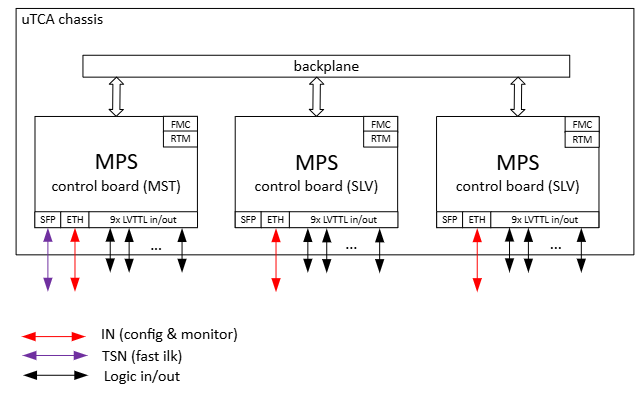 uTCA chassis
backplane
FMC
RTM
MPS
control board (MST)
SFP ETH 9x LVTTL in/out
...
FMC
RTM
MPS
control board (SLV)
SFP ETH 9x LVTTL in/out
...
FMC
RTM
MPS
control board (SLV)
SFP ETH 9x LVTTL in/out
...
IN (config & monitor)
TSN (fast ilk)
Logic in/out